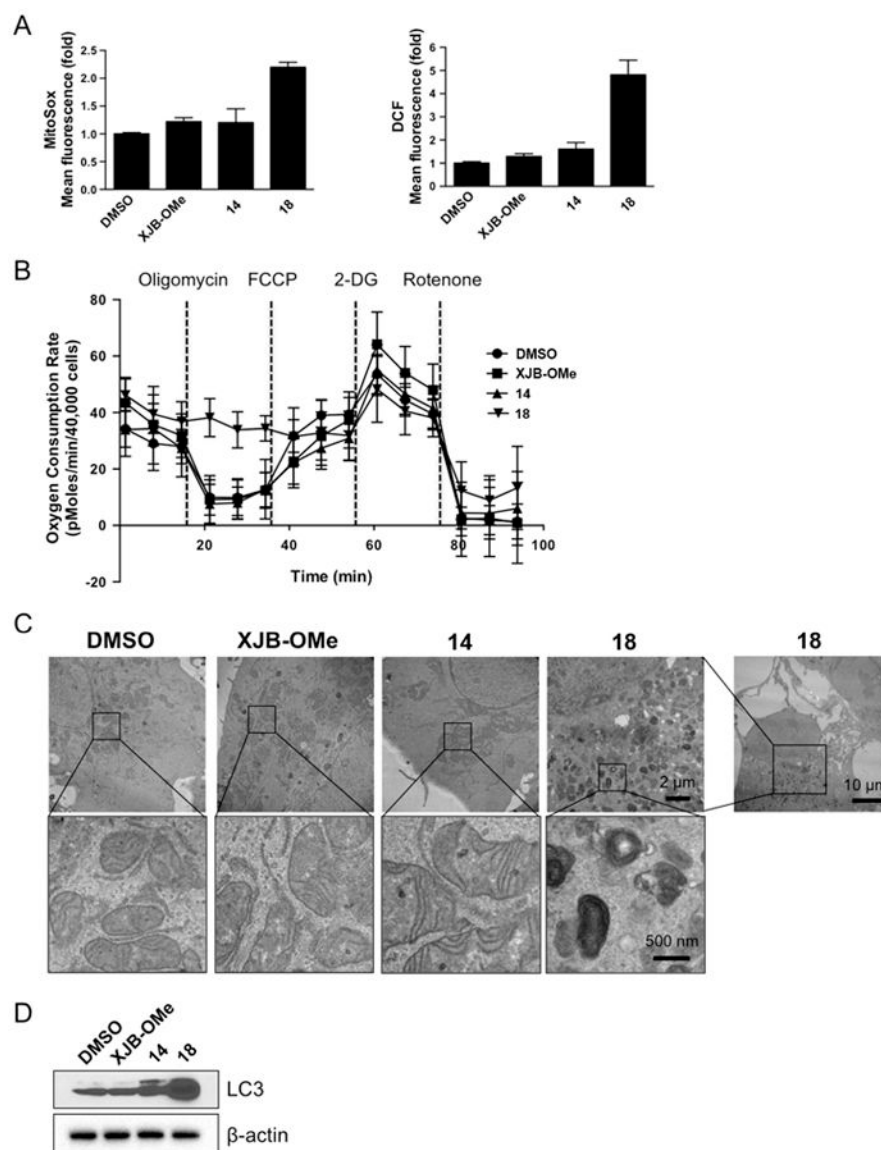 A
MitoSox
Mean fluorescence (fold)
2.5
2.0
1.5
1.0
0.5
0.0
DMSO
XJB-OMe
14
18
DCF
Mean fluorescence (fold)
6
5
4
3
2
1
0
DMSO
XJB-OMe
14
18
B
Oligomycin FCCP 2-DG Rotenone
Oxygen Consumption Rate
(pMoles/min/40,000 cells)
80
60
40
20
0
-20
20 40 60 80 100
Time (min)
DMSO
XJB-OMe
14
18
C
DMSO XJB-OMe 14 18 18
2 µm
10 µm
500 nm
D
DMSO
XJB-OMe
14
18
LC3
β-actin